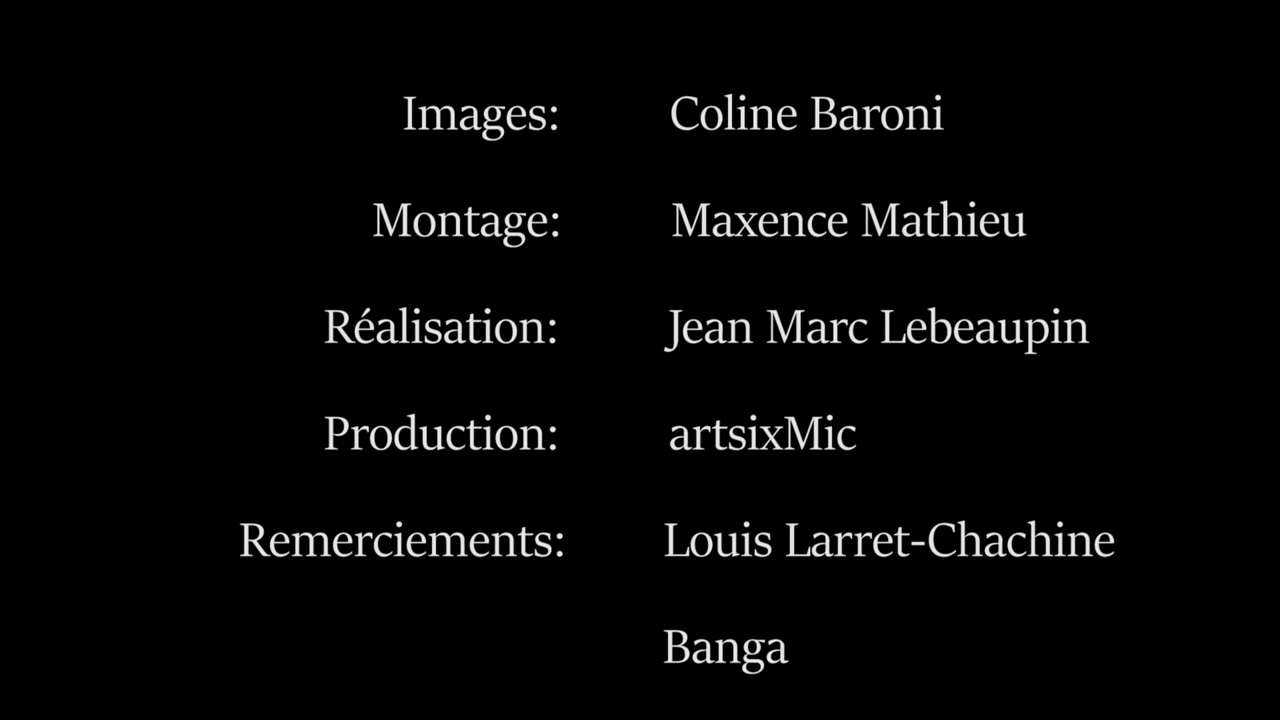 Images: Coline Baroni
Montage: Maxence Mathieu
Réalisation: Jean Marc Lebeaupin
Production: artsixMic
Remerciements: Louis Larret-Chachine
Banga